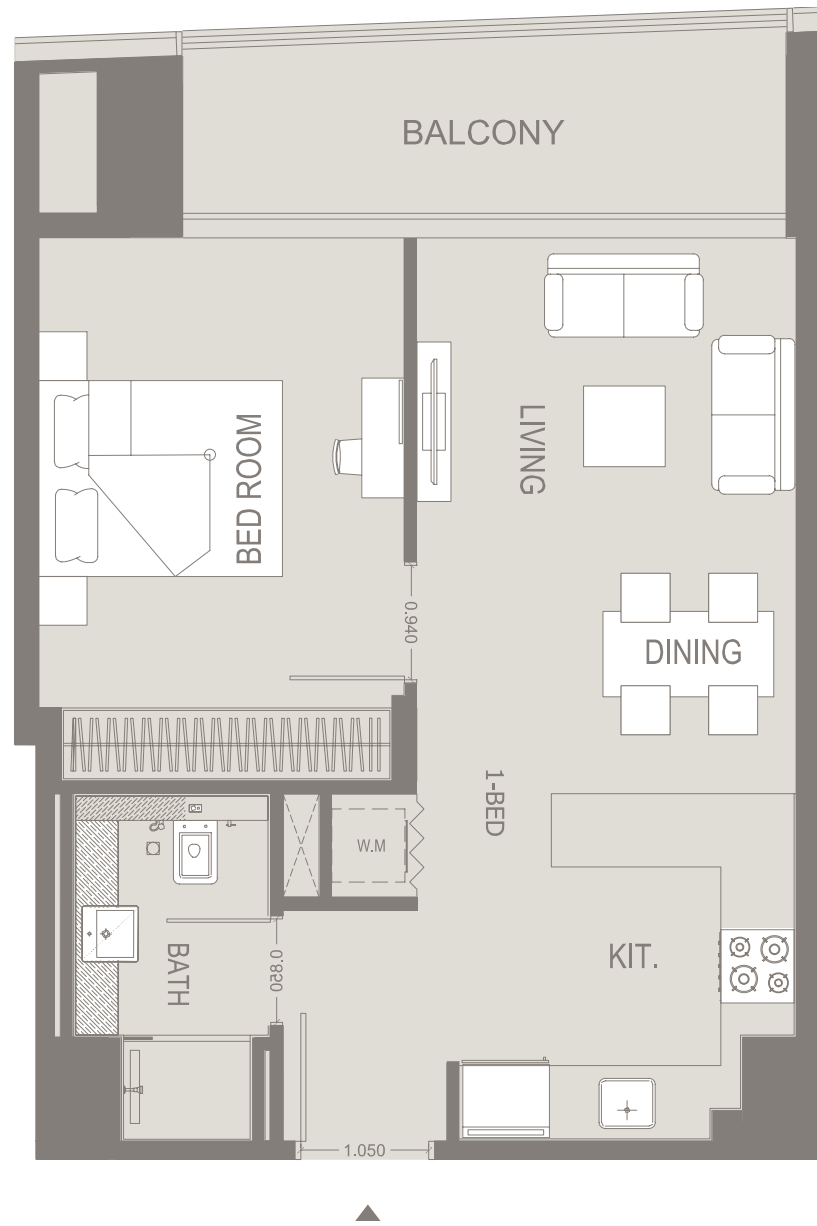 BALCONY
BED ROOM
LIVING
0.940
DINING
1-BED
W.M
KIT.
BATH
0.850
1.050